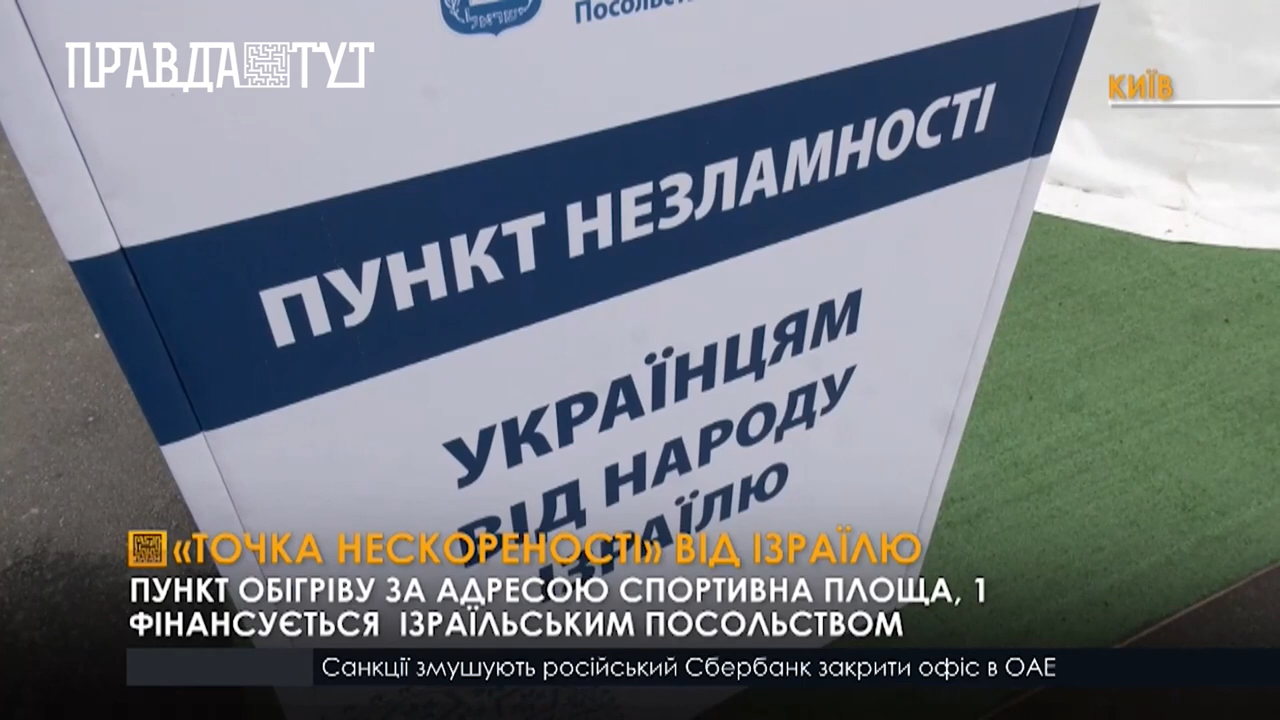 Посольст
ПРАВДА ТУТ
КИЇВ
ПУНКТ НЕЗЛАМНОСТІ
УКРАЇНЦЯМ
ВІД НАРОДУ
ІЗРАЇЛЮ
«ТОЧКА НЕСКОРЕНОСТІ» ВІД ІЗРАЇЛЮ
ПУНКТ ОБІГРІВУ ЗА АДРЕСОЮ СПОРТИВНА ПЛОЩА, 1
ФІНАНСУЄТЬСЯ ІЗРАЇЛЬСЬКИМ ПОСОЛЬСТВОМ
Санкції змушують російський Сбербанк закрити офіс в ОАЕ